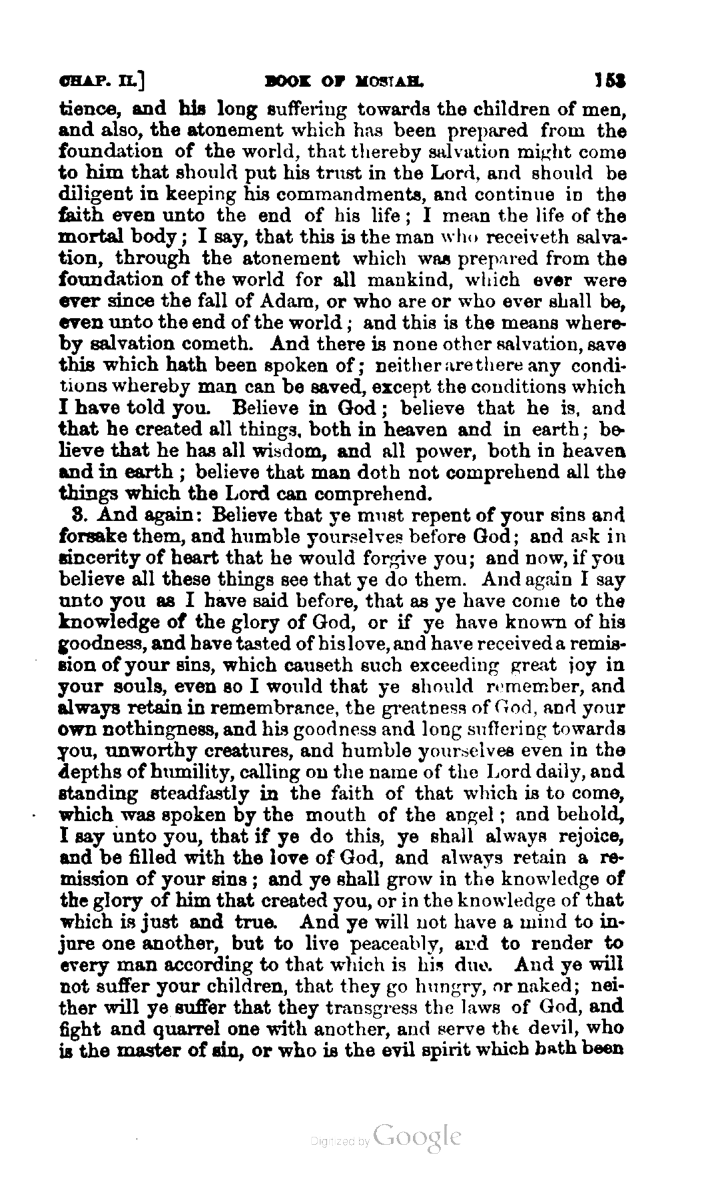 CHAP. II.] BOOK OF MOSIAH. 153
tience, and his long suffering towards the children of men,
and also, the atonement which has been prepared from the
foundation of the world, that thereby salvation might come
to him that should put his trust in the Lord, and should be
diligent in keeping his commandments, and continue in the
faith even unto the end of his life; I mean the life of the
mortal body; I say, that this is the man who receiveth salva-
tion, through the atonement which was prepared from the
foundation of the world for all mankind, which ever were
ever since the fall of Adam, or who are or who ever shall be,
even unto the end of the world; and this is the means where-
by salvation cometh. And there is none other salvation, save
this which hath been spoken of; neither are there any condi-
tions whereby man can be saved, except the conditions which
I have told you. Believe in God; believe that he is, and
that he created all things, both in heaven and in earth; be-
lieve that he has all wisdom, and all power, both in heaven
and in earth; believe that man doth not comprehend all the
things which the Lord can comprehend.
3. And again: Believe that ye must repent of your sins and
forsake them, and humble yourselves before God; and ask in
sincerity of heart that he would forgive you; and now, if you
believe all these things see that ye do them. And again I say
unto you as I have said before, that as ye have come to the
knowledge of the glory of God, or if ye have known of his
goodness, and have tasted of his love, and have received a remis-
sion of your sins, which causeth such exceeding great joy in
your souls, even so I would that ye should remember, and
always retain in remembrance, the greatness of God, and your
own nothingness, and his goodness and long suffering towards
you, unworthy creatures, and humble yourselves even in the
depths of humility, calling on the name of the Lord daily, and
standing steadfastly in the faith of that which is to come,
which was spoken by the mouth of the angel; and behold,
I say unto you, that if ye do this, ye shall always rejoice,
and be filled with the love of God, and always retain a re-
mission of your sins; and ye shall grow in the knowledge of
the glory of him that created you, or in the knowledge of that
which is just and true. And ye will not have a mind to in-
jure one another, but to live peaceably, and to render to
every man according to that which is his due. And ye will
not suffer your children, that they go hungry, or naked; nei-
ther will ye suffer that they transgress the laws of God, and
fight and quarrel one with another, and serve the devil, who
is the master of sin, or who is the evil spirit which hath been
Digitized by Google